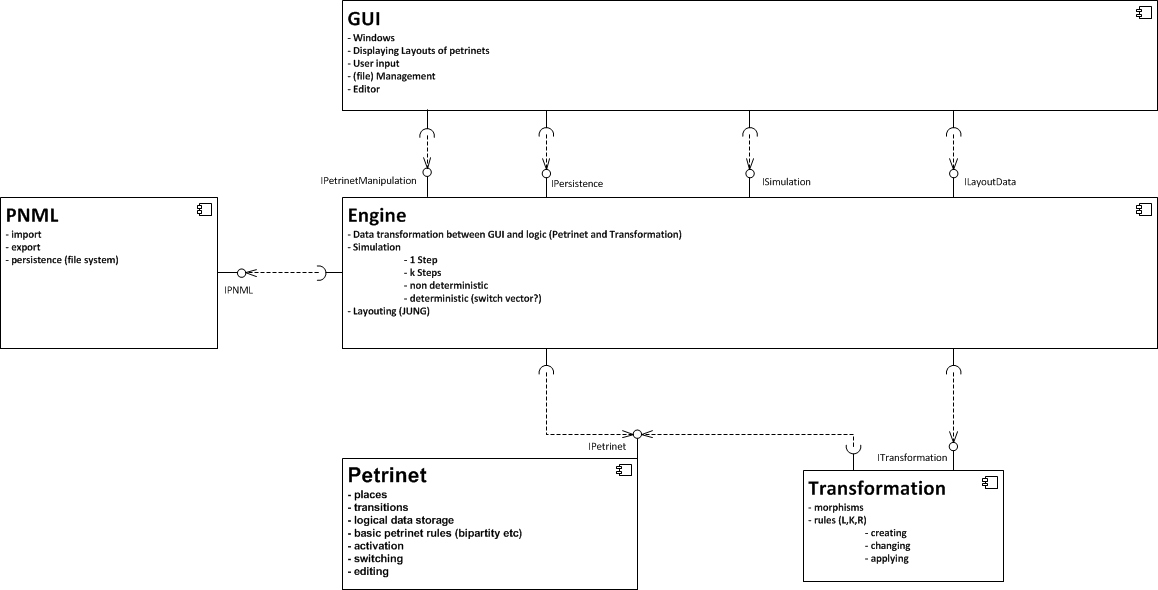 GUI
- Windows
- Displaying Layouts of petrinets
- User input
- (file) Management
- Editor
IPetrinetManipulation
IPersistence
ISimulation
ILayoutData
PNML
- import
- export
- persistence (file system)
IPNML
Engine
- Data transformation between GUI and logic (Petrinet and Transformation)
- Simulation
- 1 Step
- k Steps
- non deterministic
- deterministic (switch vector?)
- Layouting (JUNG)
IPetrinet
ITransformation
Petrinet
- places
- transitions
- logical data storage
- basic petrinet rules (bipartity etc)
- activation
- switching
- editing
Transformation
- morphisms
- rules (L,K,R)
- creating
- changing
- applying